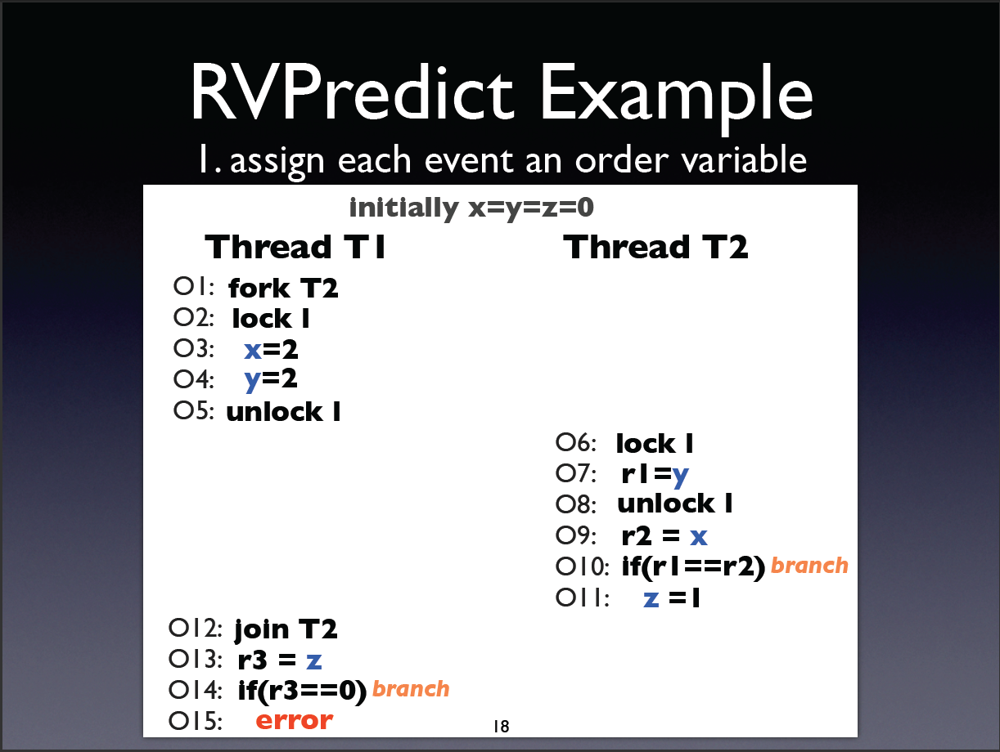 RVPredict Example
1. assign each event an order variable
initially x=y=z=0
Thread T1
Thread T2
O1: fork T2
O2: lock l
O3: x=2
O4: y=2
O5: unlock l
O6: lock l
O7: r1=y
O8: unlock l
O9: r2 = x
O10: if(r1==r2) branch
O11: z =1
O12: join T2
O13: r3 = z
O14: if(r3==0) branch
O15: error
18